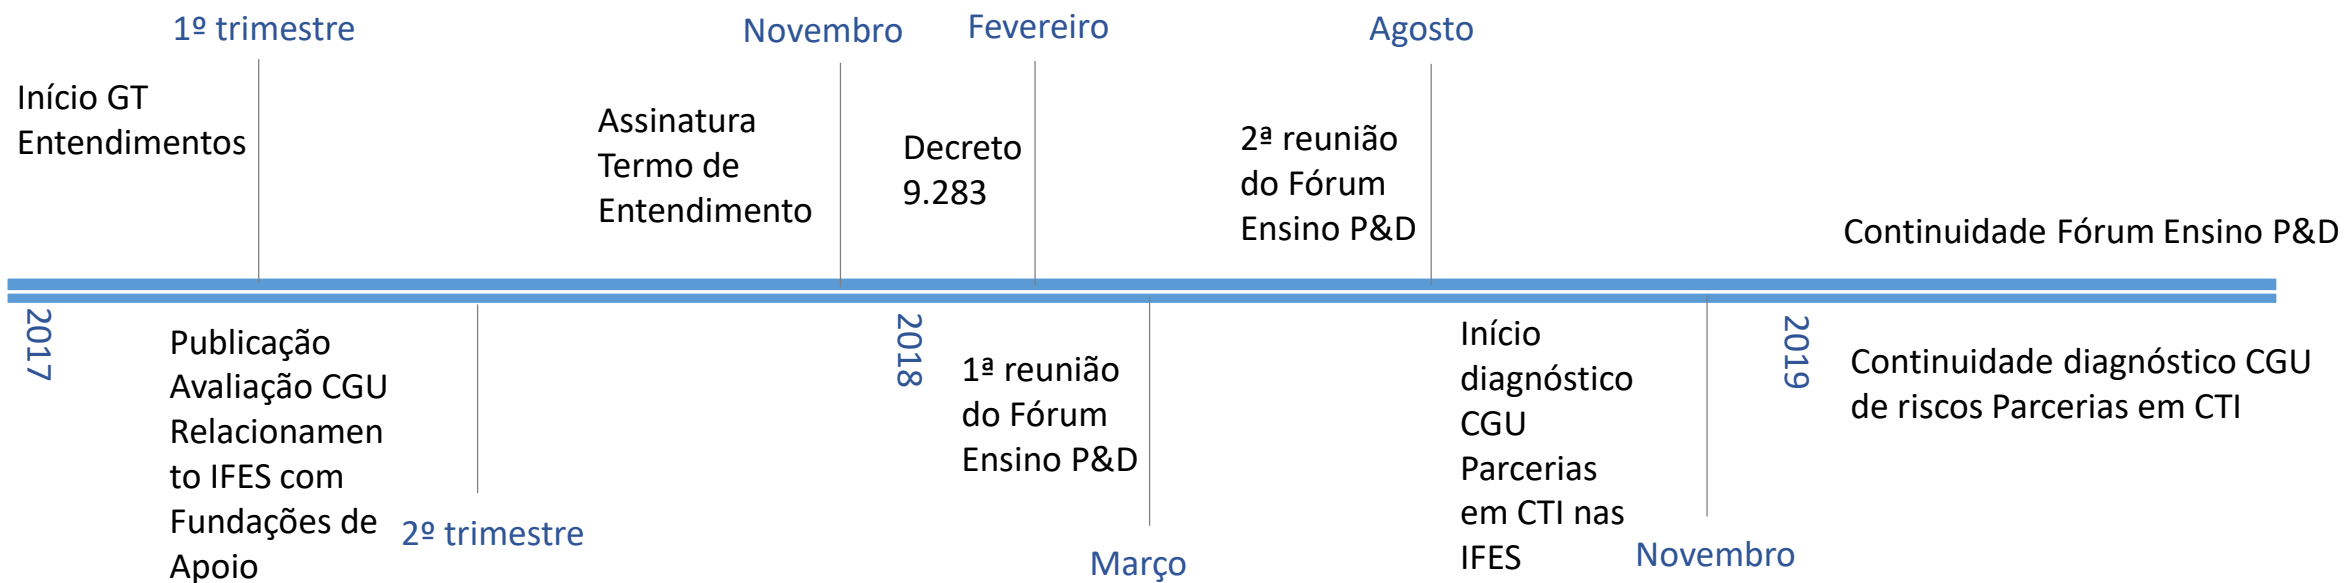 1º trimestre
Novembro
Fevereiro
Agosto
Início GT
Entendimentos
Assinatura
Termo de
Entendimento
Decreto
9.283
2ª reunião
do Fórum
Ensino P&D
Continuidade Fórum Ensino P&D
2017
Publicação
Avaliação CGU
Relacionamen
to IFES com
Fundações de
Apoio
2º trimestre
2018
1ª reunião
do Fórum
Ensino P&D
Março
Início
diagnóstico
CGU
Parcerias
em CTI nas
IFES
Novembro
2019
Continuidade diagnóstico CGU
de riscos Parcerias em CTI